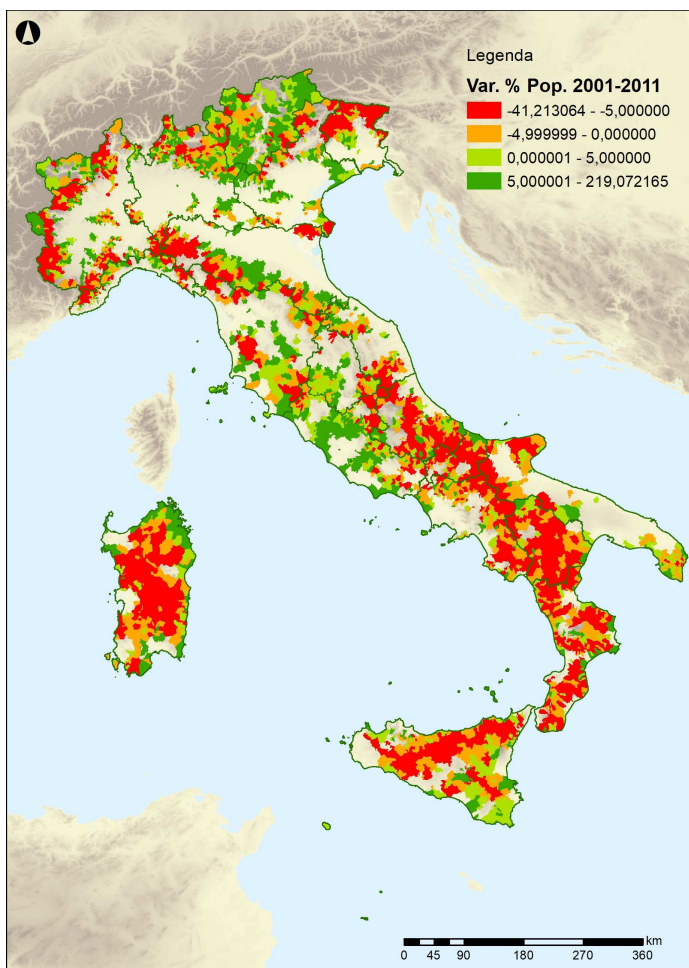 Legenda
Var. % Pop. 2001-2011
-41,213064 - -5,000000
-4,999999 - 0,000000
0,000001 - 5,000000
5,000001 - 219,072165
km
0 45 90 180 270 360